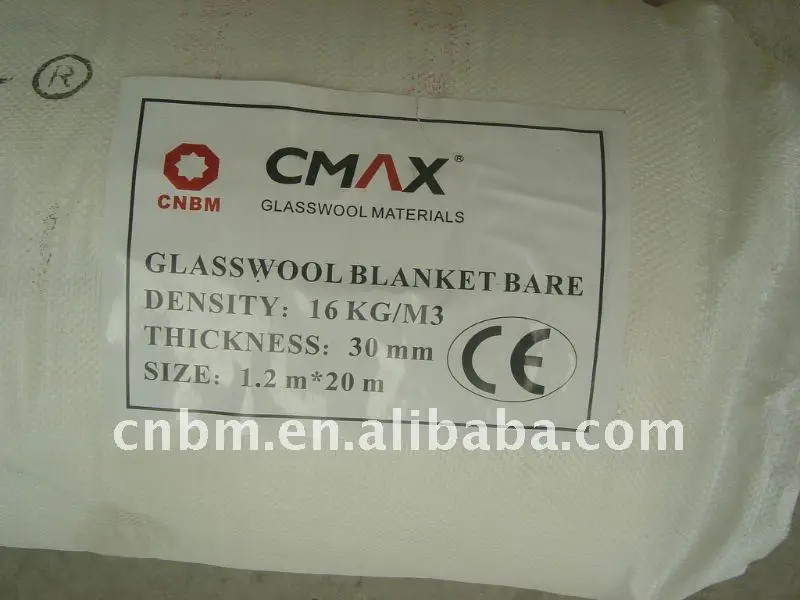 ®
CMAX®
CNBM
GLASSWOOL MATERIALS
GLASSWOOL BLANKET BARE
DENSITY: 16 KG/M3
THICKNESS: 30 mm
SIZE: 1.2 m*20 m
CE
cnbm.en.alibaba.com